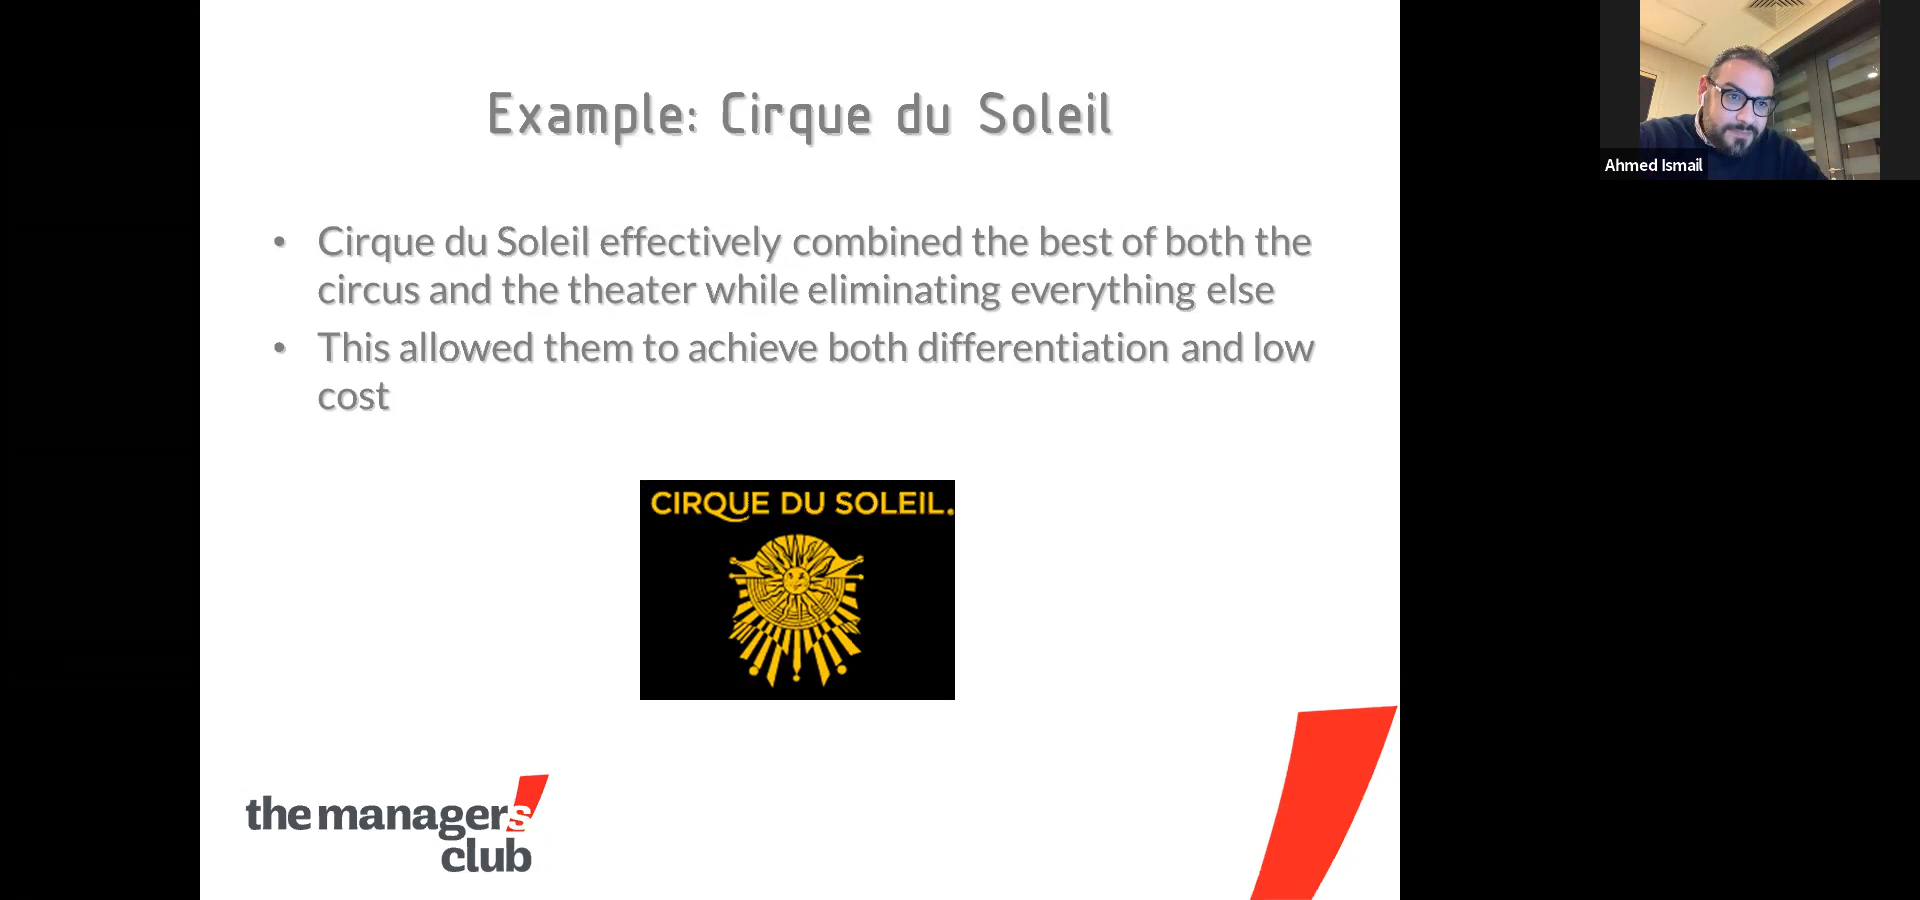 Example: Cirque du Soleil
• Cirque du Soleil effectively combined the best of both the
circus and the theater while eliminating everything else
• This allowed them to achieve both differentiation and low
cost
CIRQUE DU SOLEIL.
the managers
club
Ahmed Ismail